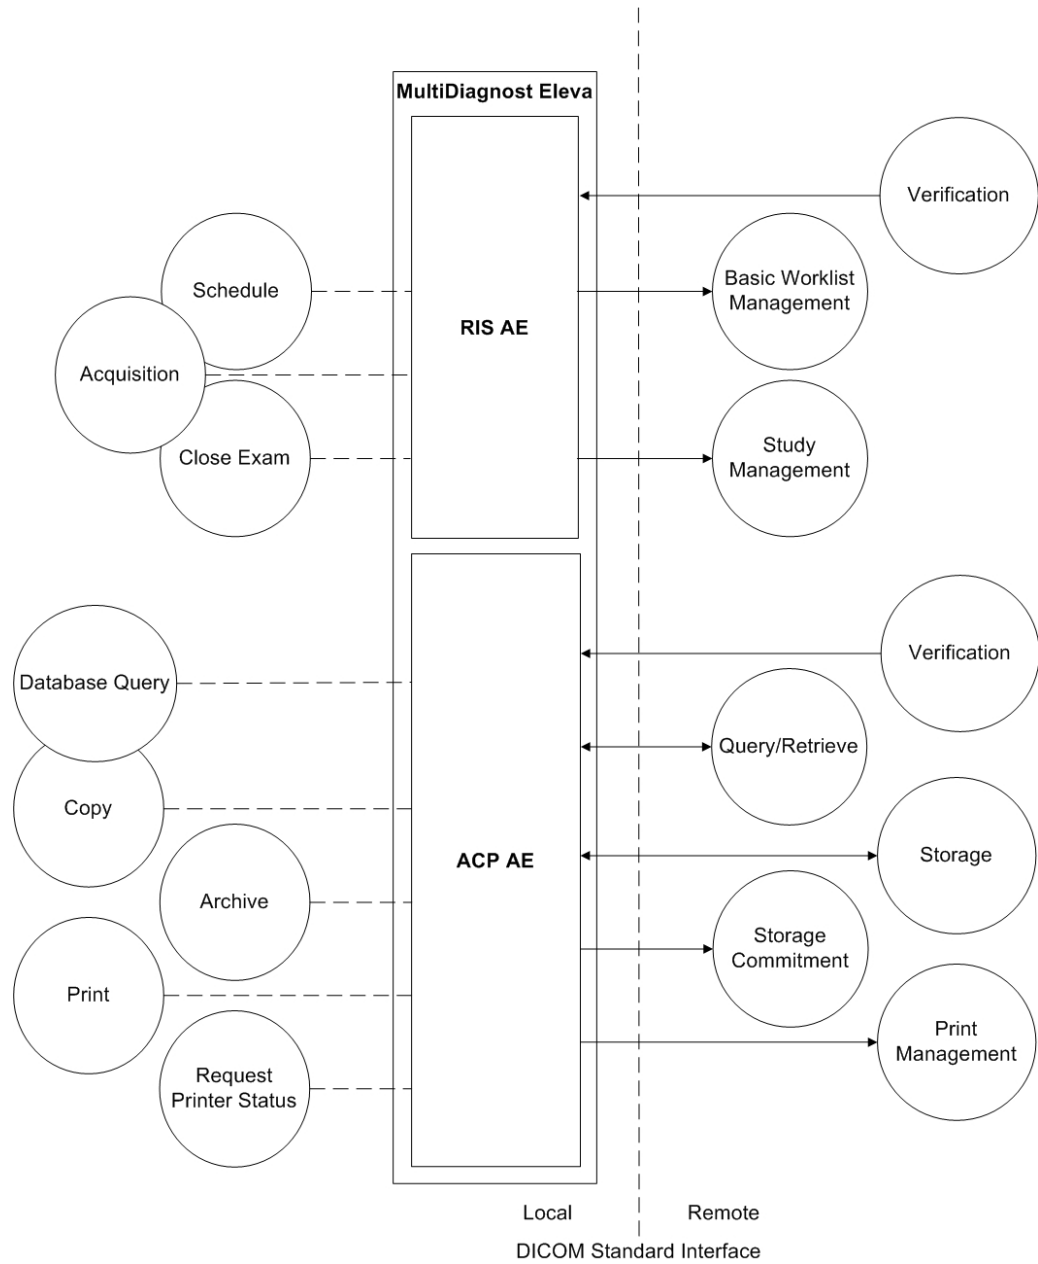 MultiDiagnost Eleva
Verification
Schedule
Basic Worklist
Management
RIS AE
Acquisition
Close Exam
Study
Management
Verification
Database Query
Query/Retrieve
Copy
ACP AE
Storage
Archive
Storage
Commitment
Print
Print
Management
Request
Printer Status
Local
Remote
DICOM Standard Interface